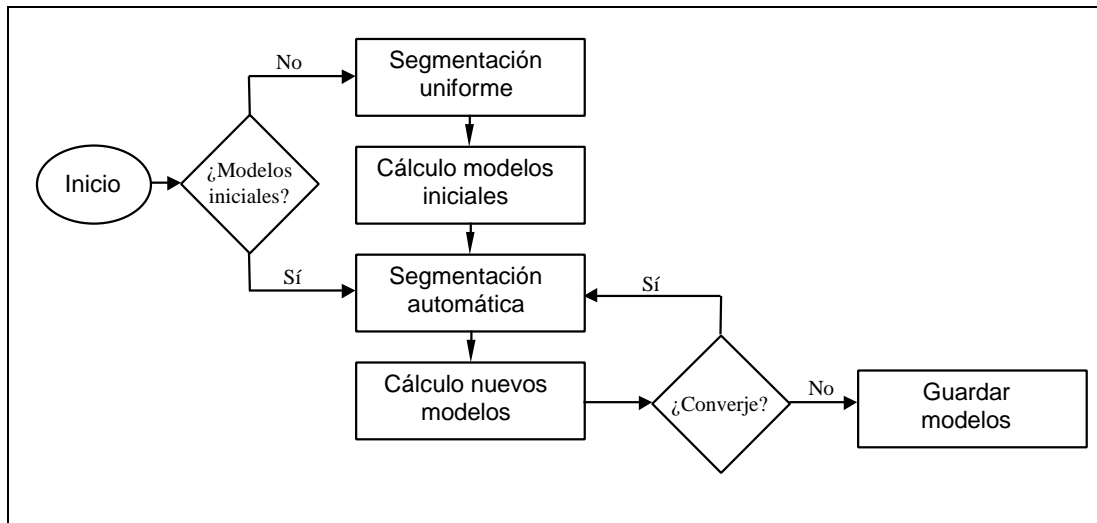 Inicio
¿Modelos
iniciales?
No
Segmentación
uniforme
Cálculo modelos
iniciales
Sí
Segmentación
automática
Cálculo nuevos
modelos
Sí
¿Converje?
No
Guardar
modelos